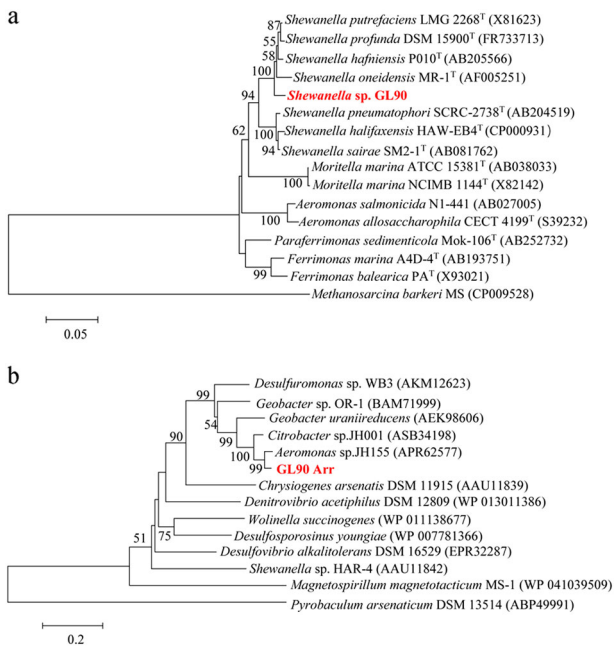 a
87
Shewanella putrefaciens LMG 2268ᵀ (X81623)
55
Shewanella profunda DSM 15900ᵀ (FR733713)
58
Shewanella hafniensis P010ᵀ (AB205566)
100
Shewanella oneidensis MR-1ᵀ (AF005251)
94
Shewanella sp. GL90
Shewanella pneumatophori SCRC-2738ᵀ (AB204519)
62
100
Shewanella halifaxensis HAW-EB4ᵀ (CP000931)
94
Shewanella sairae SM2-1ᵀ (AB081762)
Moritella marina ATCC 15381ᵀ (AB038033)
100
Moritella marina NCIMB 1144ᵀ (X82142)
Aeromonas salmonicida N1-441 (AB027005)
100
Aeromonas allosaccharophila CECT 4199ᵀ (S39232)
Paraferrimonas sedimenticola Mok-106ᵀ (AB252732)
Ferrimonas marina A4D-4ᵀ (AB193751)
99
Ferrimonas balearica PAᵀ (X93021)
Methanosarcina barkeri MS (CP009528)
0.05
b
Desulfuromonas sp. WB3 (AKM12623)
99
Geobacter sp. OR-1 (BAM71999)
54
Geobacter uraniireducens (AEK98606)
90
99
Citrobacter sp.JH001 (ASB34198)
100
Aeromonas sp.JH155 (APR62577)
99
GL90 Arr
Chrysiogenes arsenatis DSM 11915 (AAU11839)
Denitrovibrio acetiphilus DSM 12809 (WP 013011386)
Wolinella succinogenes (WP 011138677)
75
Desulfosporosinus youngiae (WP 007781366)
51
Desulfovibrio alkalitolerans DSM 16529 (EPR32287)
Shewanella sp. HAR-4 (AAU11842)
Magnetospirillum magnetotacticum MS-1 (WP 041039509)
Pyrobaculum arsenaticum DSM 13514 (ABP49991)
0.2